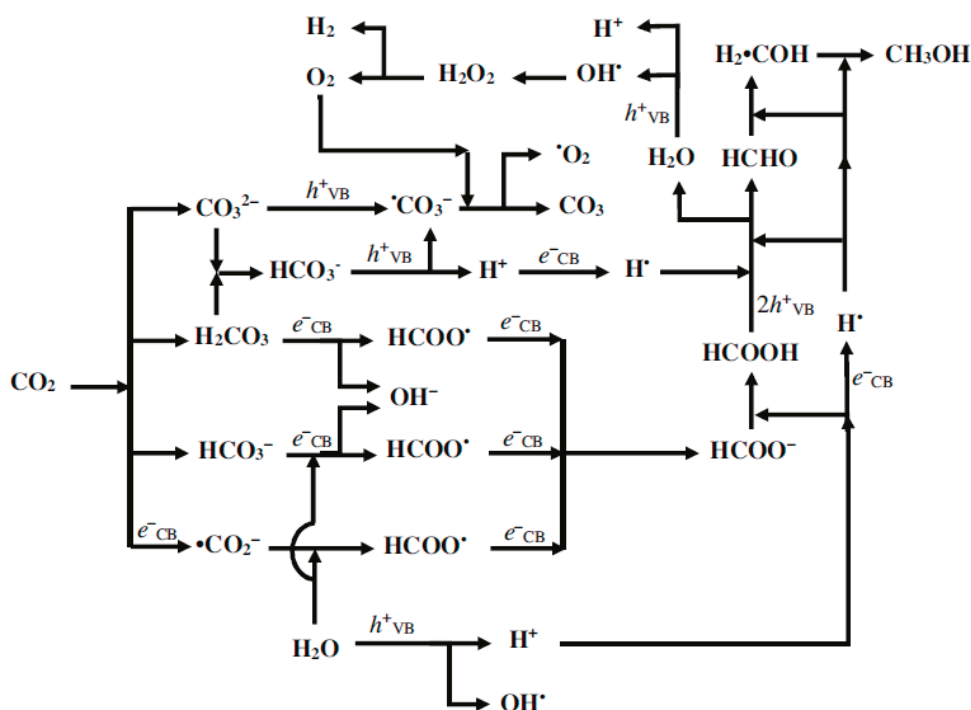 H₂ H⁺
O₂ H₂O₂ OH• H₂•COH CH₃OH
h⁺VB
•O₂ H₂O HCHO
CO₃²⁻ h⁺VB •CO₃⁻ CO₃
HCO₃- h⁺VB H⁺ e⁻CB H•
2h⁺VB H•
H₂CO₃ e⁻CB HCOO• e⁻CB HCOOH
CO₂ OH⁻ e⁻CB
HCO₃⁻ e⁻CB HCOO• e⁻CB HCOO⁻
e⁻CB •CO₂⁻ HCOO• e⁻CB
H₂O h⁺VB H⁺
OH•